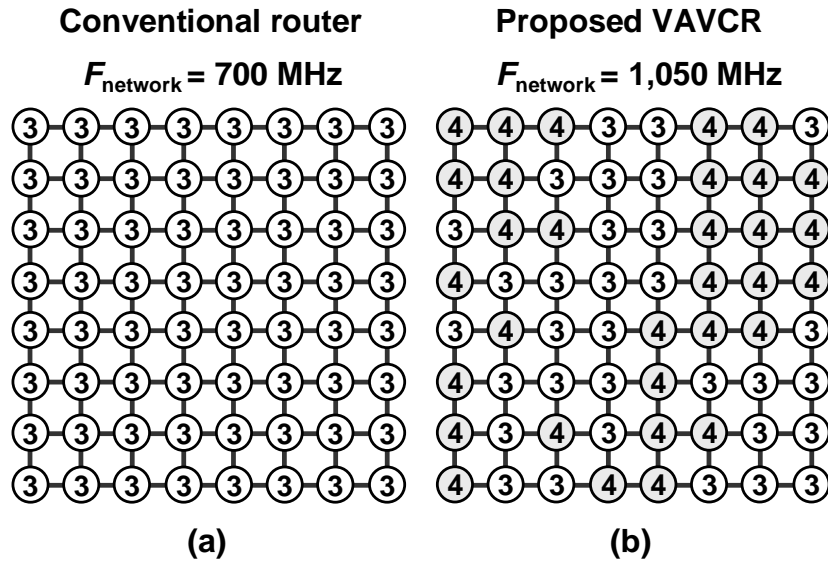 Conventional router
Proposed VAVCR
F_network = 700 MHz
F_network = 1,050 MHz
3 3 3 3 3 3 3 3
4 4 4 3 3 4 4 3
3 3 3 3 3 3 3 3
4 4 3 3 3 4 4 4
3 3 3 3 3 3 3 3
3 4 4 3 3 4 4 4
3 3 3 3 3 3 3 3
4 3 3 3 3 4 4 4
3 3 3 3 3 3 3 3
3 4 3 3 4 4 4 3
3 3 3 3 3 3 3 3
4 3 3 3 4 3 3 3
3 3 3 3 3 3 3 3
4 3 4 3 4 4 3 3
3 3 3 3 3 3 3 3
4 3 3 4 4 3 3 3
(a)
(b)